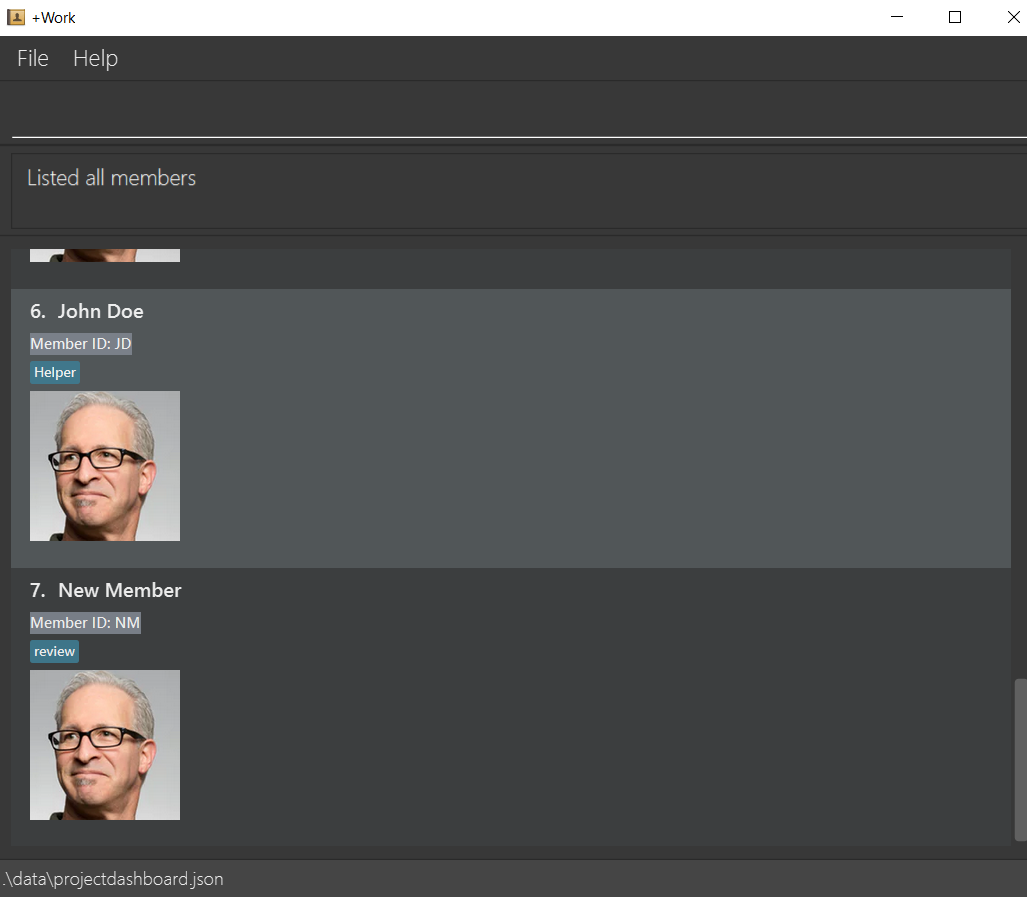 +Work
File Help
Listed all members
6. John Doe
Member ID: JD
Helper
7. New Member
Member ID: NM
review
.\data\projectdashboard.json